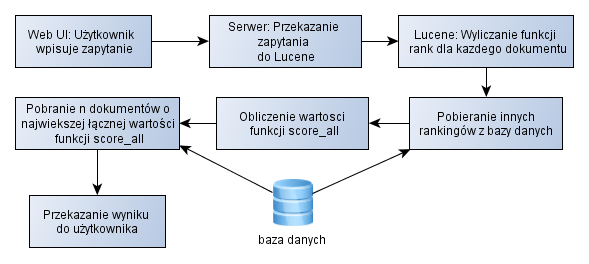 Web UI: Użytkownik
wpisuje zapytanie
Serwer: Przekazanie
zapytania
do Lucene
Lucene: Wyliczanie funkcji
rank dla kazdego dokumentu
Pobranie n dokumentów o
najwiekszej łącznej wartości
funkcji score_all
Obliczenie wartosci
funkcji score_all
Pobieranie innych
rankingów z bazy danych
Przekazanie wyniku
do użytkownika
baza danych